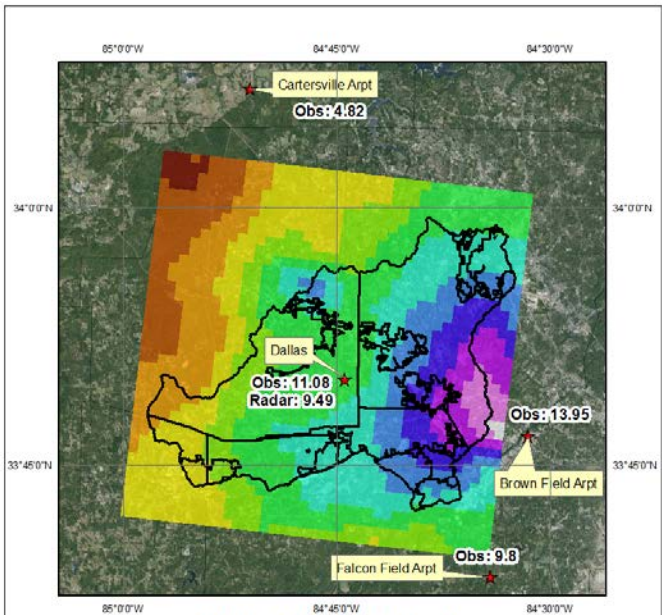 85°0'0"W 84°45'0"W 84°30'0"W
Cartersville Arpt
Obs: 4.82
34°0'0"N 34°0'0"N
Dallas
Obs: 11.08
Radar: 9.49
Obs: 13.95
33°45'0"N 33°45'0"N
Brown Field Arpt
Obs: 9.8
Falcon Field Arpt
85°0'0"W 84°45'0"W 84°30'0"W